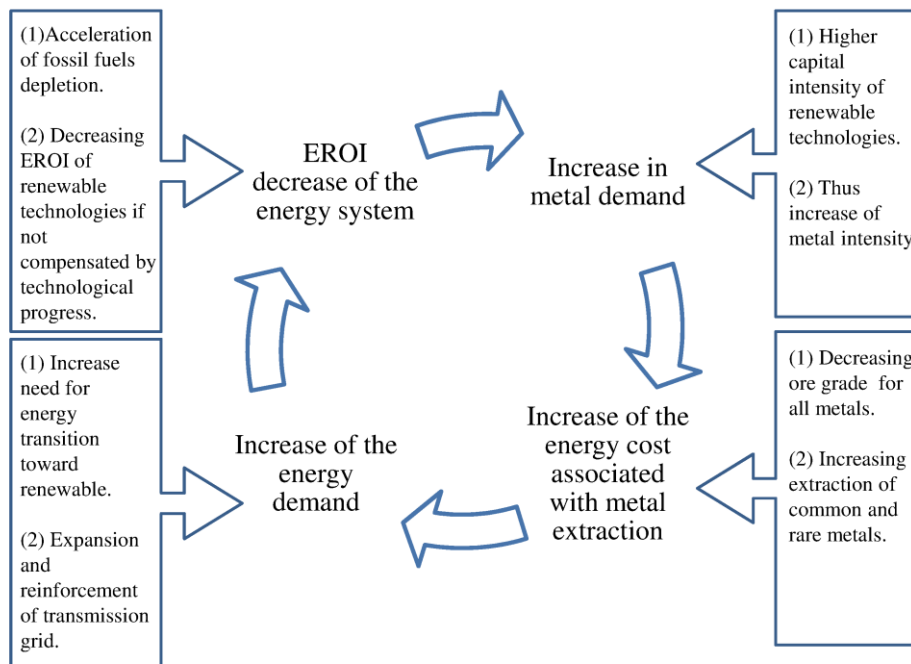 (1)Acceleration
of fossil fuels
depletion.
(2) Decreasing
EROI of
renewable
technologies if
not
compensated by
technological
progress.
EROI
decrease of the
energy system
Increase in
metal demand
(1) Higher
capital
intensity of
renewable
technologies.
(2) Thus
increase of
metal intensity
(1) Increase
need for
energy
transition
toward
renewable.
(2) Expansion
and
reinforcement
of transmission
grid.
Increase of the
energy
demand
Increase of the
energy cost
associated
with metal
extraction
(1) Decreasing
ore grade for
all metals.
(2) Increasing
extraction of
common and
rare metals.